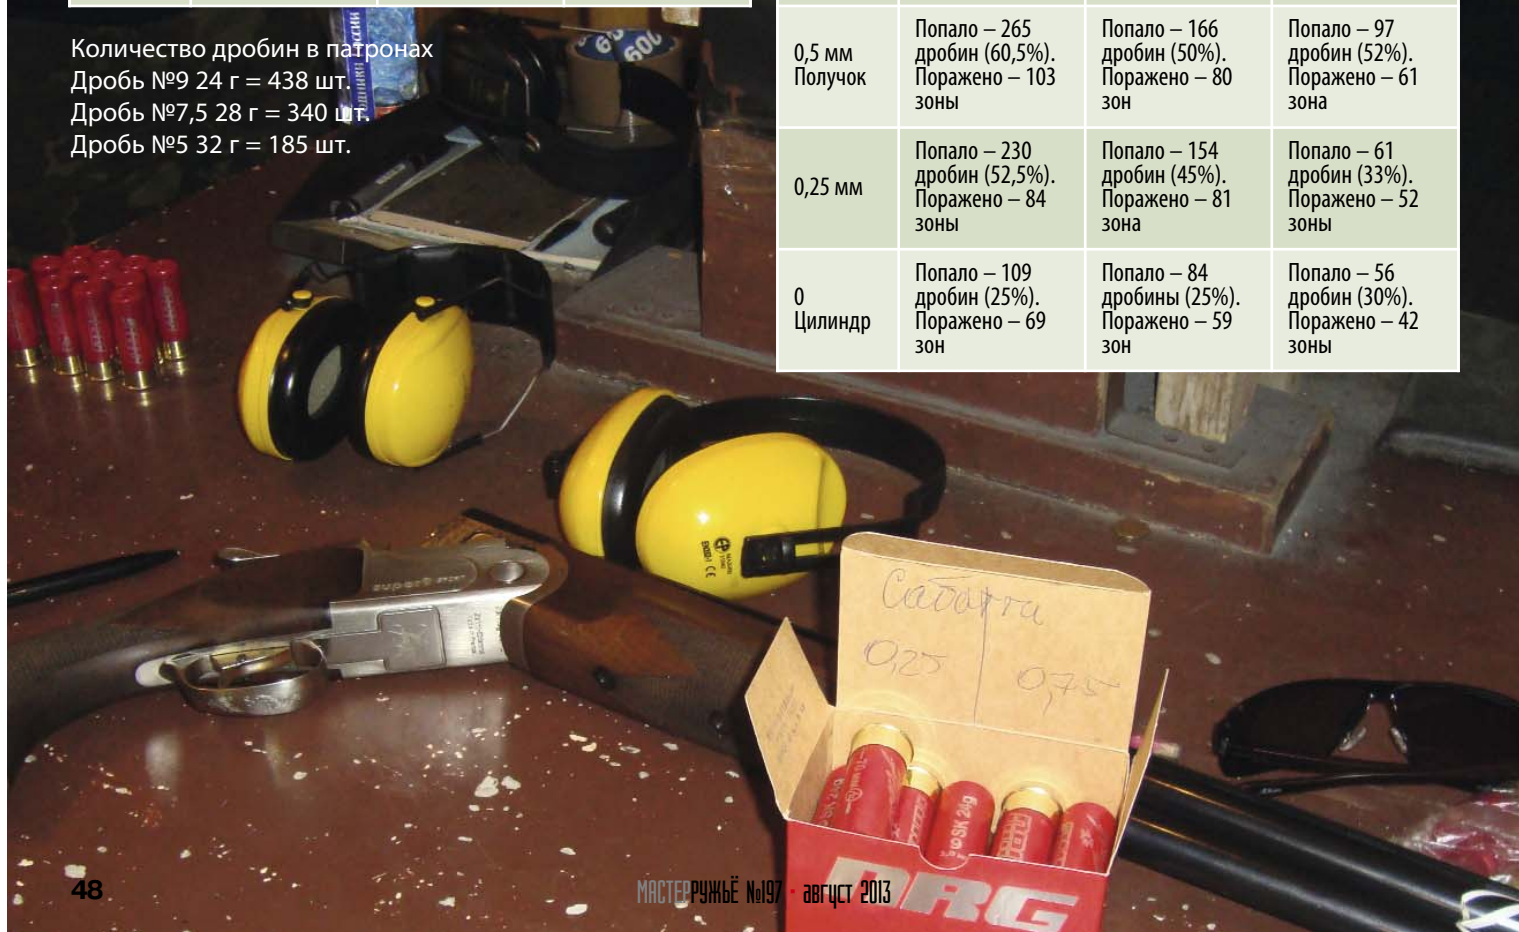 Количество дробин в патронах
Дробь №9 24 г = 438 шт.
Дробь №7,5 28 г = 340 шт.
Дробь №5 32 г = 185 шт.
0,5 мм
Получок
Попало – 265
дробин (60,5%).
Поражено – 103
зоны
Попало – 166
дробин (50%).
Поражено – 80
зон
Попало – 97
дробин (52%).
Поражено – 61
зона
0,25 мм
Попало – 230
дробин (52,5%).
Поражено – 84
зоны
Попало – 154
дробин (45%).
Поражено – 81
зона
Попало – 61
дробин (33%).
Поражено – 52
зоны
0
Цилиндр
Попало – 109
дробин (25%).
Поражено – 69
зон
Попало – 84
дробины (25%).
Поражено – 59
зон
Попало – 56
дробин (30%).
Поражено – 42
зоны
600
Сабатти
0,25
0,75
SK 24g
DRG
48
МАСТЕРРУЖЬЁ №197 · август 2013